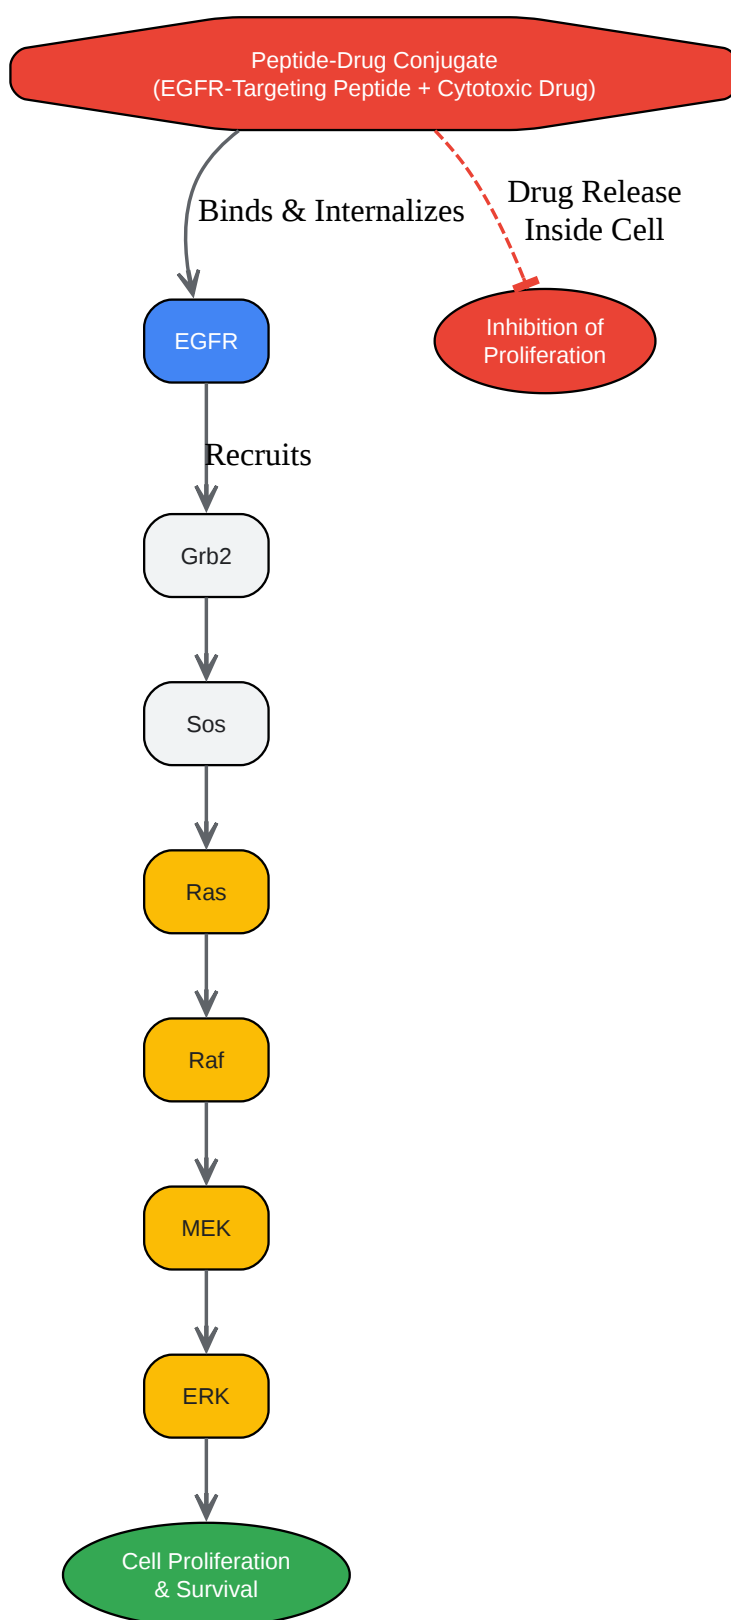 Peptide-Drug Conjugate
(EGFR-Targeting Peptide + Cytotoxic Drug)
Binds & Internalizes
Drug Release
Inside Cell
EGFR
Inhibition of
Proliferation
Recruits
Grb2
Sos
Ras
Raf
MEK
ERK
Cell Proliferation
& Survival